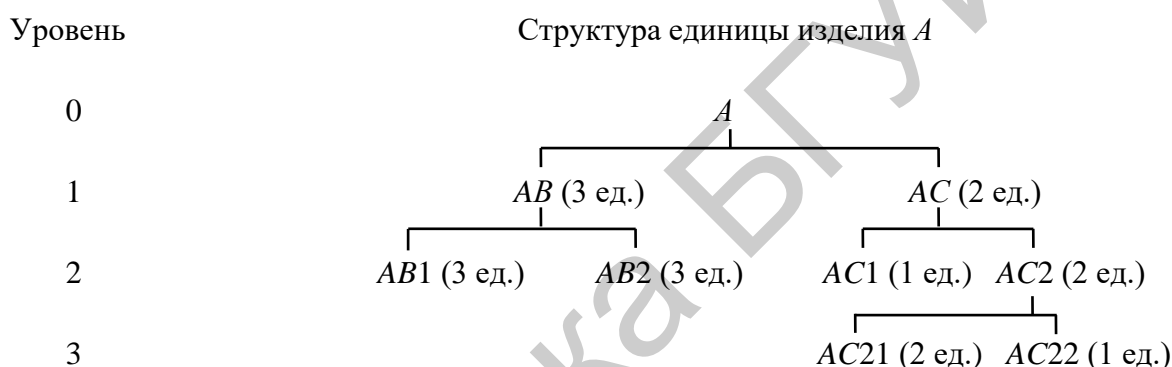 Уровень Структура единицы изделия A
0 A
1 AB (3 ед.) AC (2 ед.)
2 AB1 (3 ед.) AB2 (3 ед.) AC1 (1 ед.) AC2 (2 ед.)
3 AC21 (2 ед.) AC22 (1 ед.)